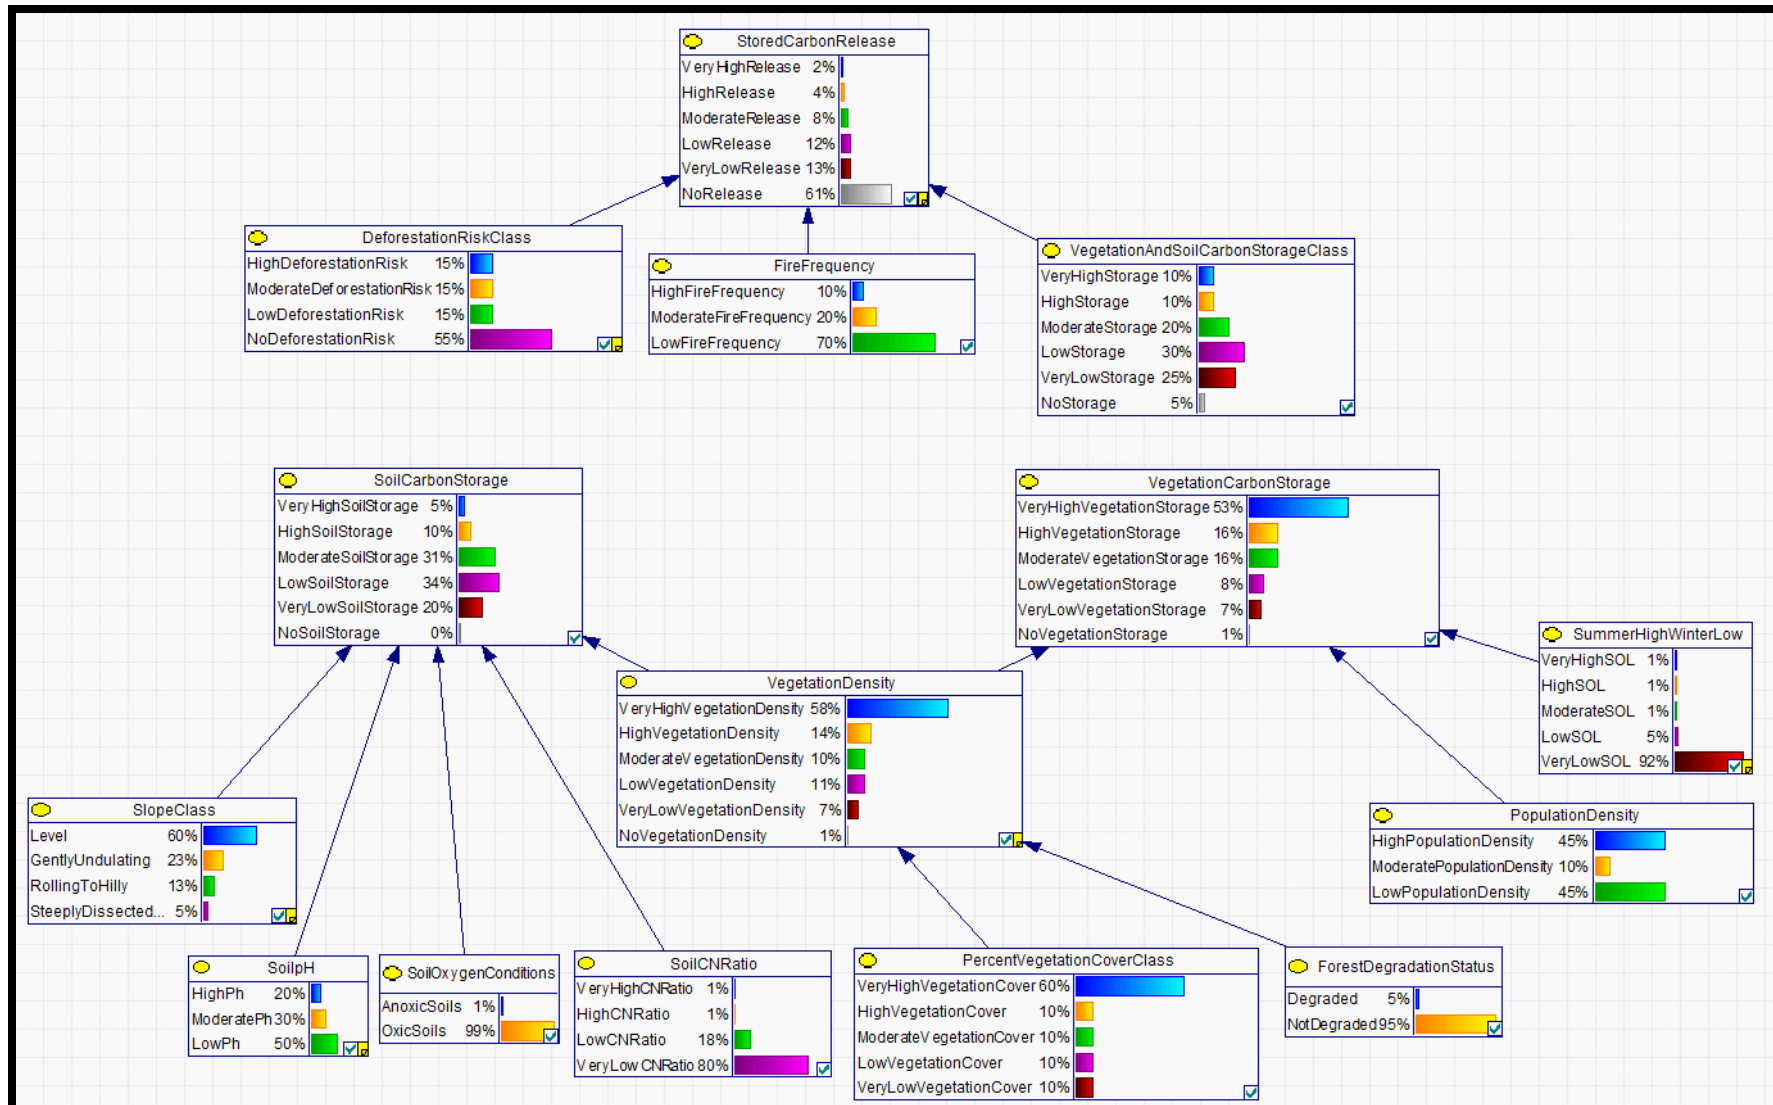 StoredCarbonRelease
VeryHighRelease 2%
HighRelease 4%
ModerateRelease 8%
LowRelease 12%
VeryLowRelease 13%
NoRelease 61%
DeforestationRiskClass
HighDeforestationRisk 15%
ModerateDeforestationRisk 15%
LowDeforestationRisk 15%
NoDeforestationRisk 55%
FireFrequency
HighFireFrequency 10%
ModerateFireFrequency 20%
LowFireFrequency 70%
VegetationAndSoilCarbonStorageClass
VeryHighStorage 10%
HighStorage 10%
ModerateStorage 20%
LowStorage 30%
VeryLowStorage 25%
NoStorage 5%
SoilCarbonStorage
VeryHighSoilStorage 5%
HighSoilStorage 10%
ModerateSoilStorage 31%
LowSoilStorage 34%
VeryLowSoilStorage 20%
NoSoilStorage 0%
VegetationCarbonStorage
VeryHighVegetationStorage 53%
HighVegetationStorage 16%
ModerateVegetationStorage 16%
LowVegetationStorage 8%
VeryLowVegetationStorage 7%
NoVegetationStorage 1%
SummerHighWinterLow
VeryHighSOL 1%
HighSOL 1%
ModerateSOL 1%
LowSOL 5%
VeryLowSOL 92%
VegetationDensity
VeryHighVegetationDensity 58%
HighVegetationDensity 14%
ModerateVegetationDensity 10%
LowVegetationDensity 11%
VeryLowVegetationDensity 7%
NoVegetationDensity 1%
SlopeClass
Level 60%
GentlyUndulating 23%
RollingToHilly 13%
SteeplyDissected... 5%
PopulationDensity
HighPopulationDensity 45%
ModeratePopulationDensity 10%
LowPopulationDensity 45%
SoilpH
HighPh 20%
ModeratePh 30%
LowPh 50%
SoilOxygenConditions
AnoxicSoils 1%
OxicSoils 99%
SoilCNRatio
VeryHighCNRatio 1%
HighCNRatio 1%
LowCNRatio 18%
VeryLowCNRatio 80%
PercentVegetationCoverClass
VeryHighVegetationCover 60%
HighVegetationCover 10%
ModerateVegetationCover 10%
LowVegetationCover 10%
VeryLowVegetationCover 10%
ForestDegradationStatus
Degraded 5%
NotDegraded 95%